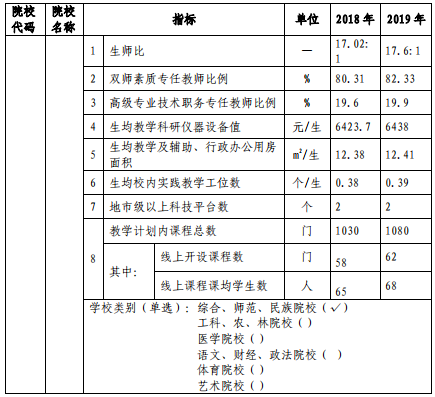 院校 院校 指标 单位 2018 年 2019 年
代码 名称
1 生师比 — 17.02: 17.6:1
1
2 双师素质专任教师比例 % 80.31 82.33
3 高级专业技术职务专任教师比例 % 19.6 19.9
4 生均教学科研仪器设备值 元/生 6423.7 6438
5 生均教学及辅助、行政办公用房 ㎡/生 12.38 12.41
面积
6 生均校内实践教学工位数 个/生 0.38 0.39
7 地市级以上科技平台数 个 2 2
8 教学计划内课程总数 门 1030 1080
其中: 线上开设课程数 门 58 62
线上课程课均学生数 人 65 68
学校类别（单选）: 综合、师范、民族院校（√）
工科、农、林院校（）
医学院校（）
语文、财经、政法院校（ ）
体育院校（）
艺术院校（）